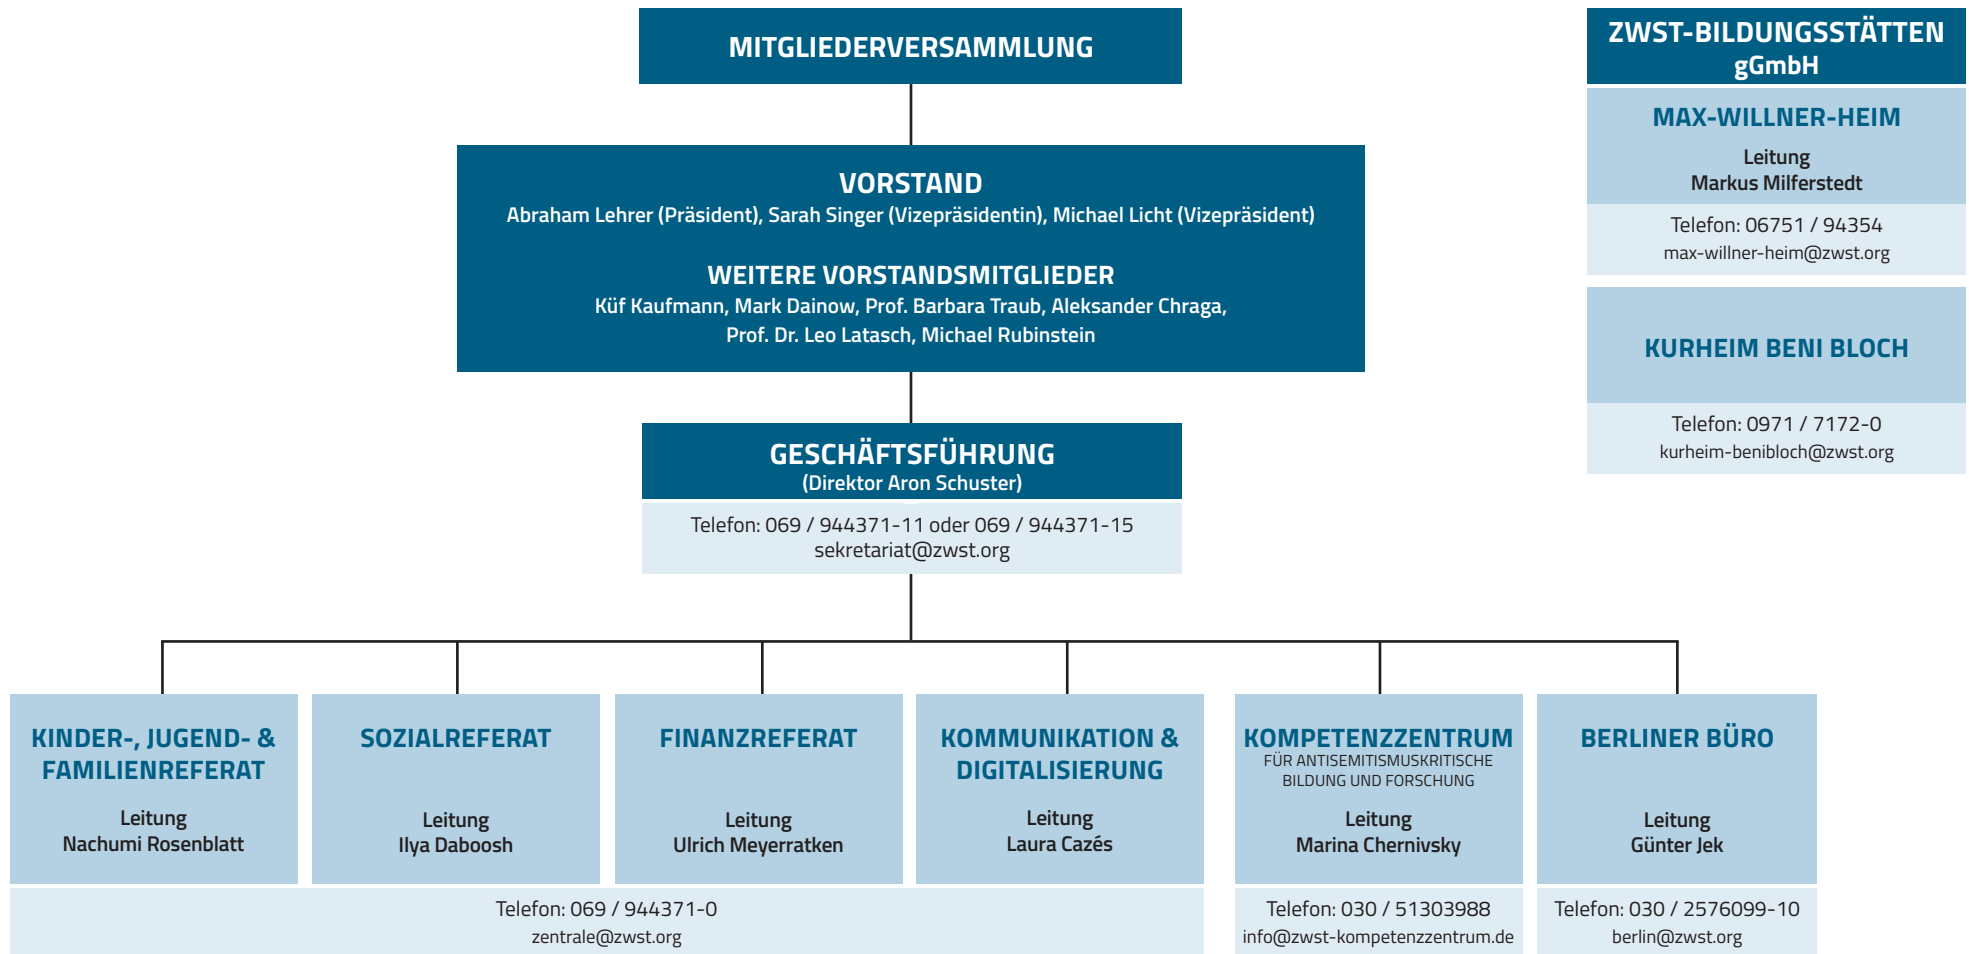 MITGLIEDERVERSAMMLUNG
VORSTAND
Abraham Lehrer (Präsident), Sarah Singer (Vizepräsidentin), Michael Licht (Vizepräsident)
WEITERE VORSTANDSMITGLIEDER
Küf Kaufmann, Mark Dainow, Prof. Barbara Traub, Aleksander Chraga,
Prof. Dr. Leo Latasch, Michael Rubinstein
GESCHÄFTSFÜHRUNG
(Direktor Aron Schuster)
Telefon: 069 / 944371-11 oder 069 / 944371-15
sekretariat@zwst.org
ZWST-BILDUNGSSTÄTTEN
gGmbH
MAX-WILLNER-HEIM
Leitung
Markus Milferstedt
Telefon: 06751 / 94354
max-willner-heim@zwst.org
KURHEIM BENI BLOCH
Telefon: 0971 / 7172-0
kurheim-benibloch@zwst.org
KINDER-, JUGEND- &
FAMILIENREFERAT
Leitung
Nachumi Rosenblatt
SOZIALREFERAT
Leitung
Ilya Daboosh
FINANZREFERAT
Leitung
Ulrich Meyerratken
KOMMUNIKATION &
DIGITALISIERUNG
Leitung
Laura Cazés
Telefon: 069 / 944371-0
zentrale@zwst.org
KOMPETENZZENTRUM
FÜR ANTISEMITISMUSKRITISCHE
BILDUNG UND FORSCHUNG
Leitung
Marina Chernivsky
Telefon: 030 / 51303988
info@zwst-kompetenzzentrum.de
BERLINER BÜRO
Leitung
Günter Jek
Telefon: 030 / 2576099-10
berlin@zwst.org